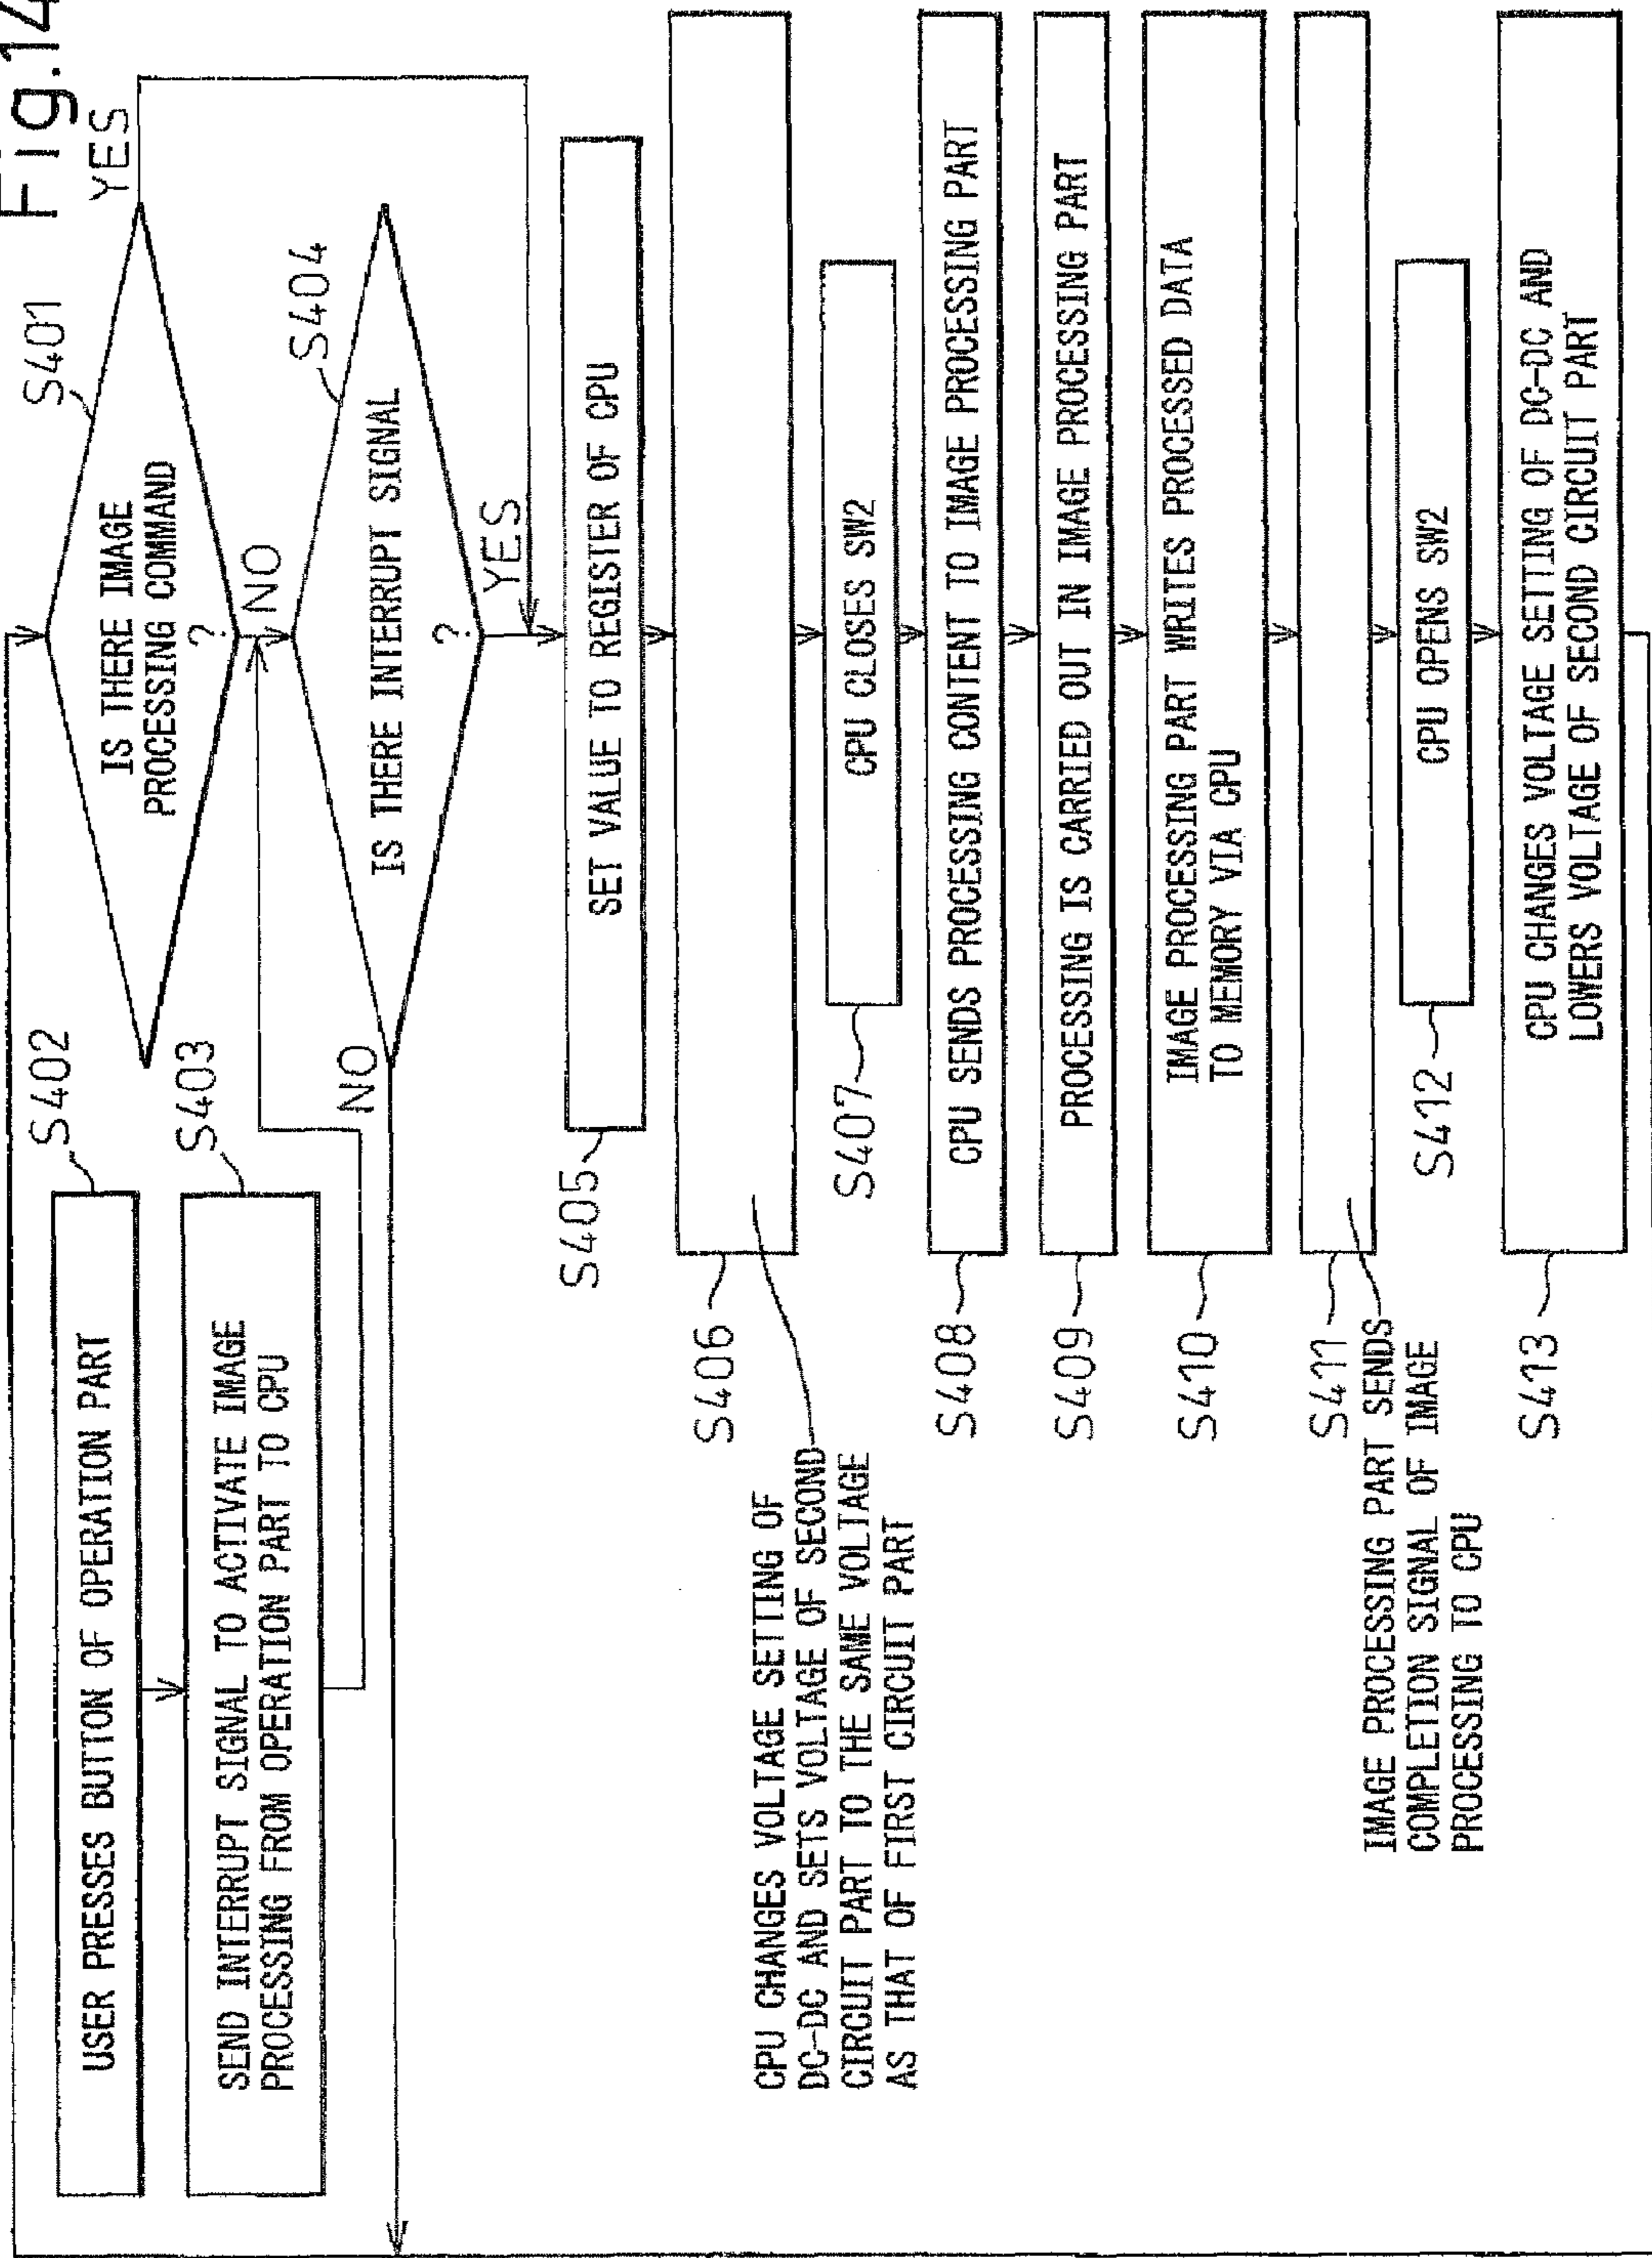 Fig.14
S401
IS THERE IMAGE
PROCESSING COMMAND
?
YES
NO
S402
USER PRESSES BUTTON OF OPERATION PART
S403
SEND INTERRUPT SIGNAL TO ACTIVATE IMAGE
PROCESSING FROM OPERATION PART TO CPU
S404
IS THERE INTERRUPT SIGNAL
?
NO
YES
S405
SET VALUE TO REGISTER OF CPU
S406
CPU CHANGES VOLTAGE SETTING OF
DC-DC AND SETS VOLTAGE OF SECOND
CIRCUIT PART TO THE SAME VOLTAGE
AS THAT OF FIRST CIRCUIT PART
S407
CPU CLOSES SW2
S408
CPU SENDS PROCESSING CONTENT TO IMAGE PROCESSING PART
S409
PROCESSING IS CARRIED OUT IN IMAGE PROCESSING PART
S410
IMAGE PROCESSING PART WRITES PROCESSED DATA
TO MEMORY VIA CPU
S411
IMAGE PROCESSING PART SENDS
COMPLETION SIGNAL OF IMAGE
PROCESSING TO CPU
S412
CPU OPENS SW2
S413
CPU CHANGES VOLTAGE SETTING OF DC-DC AND
LOWERS VOLTAGE OF SECOND CIRCUIT PART